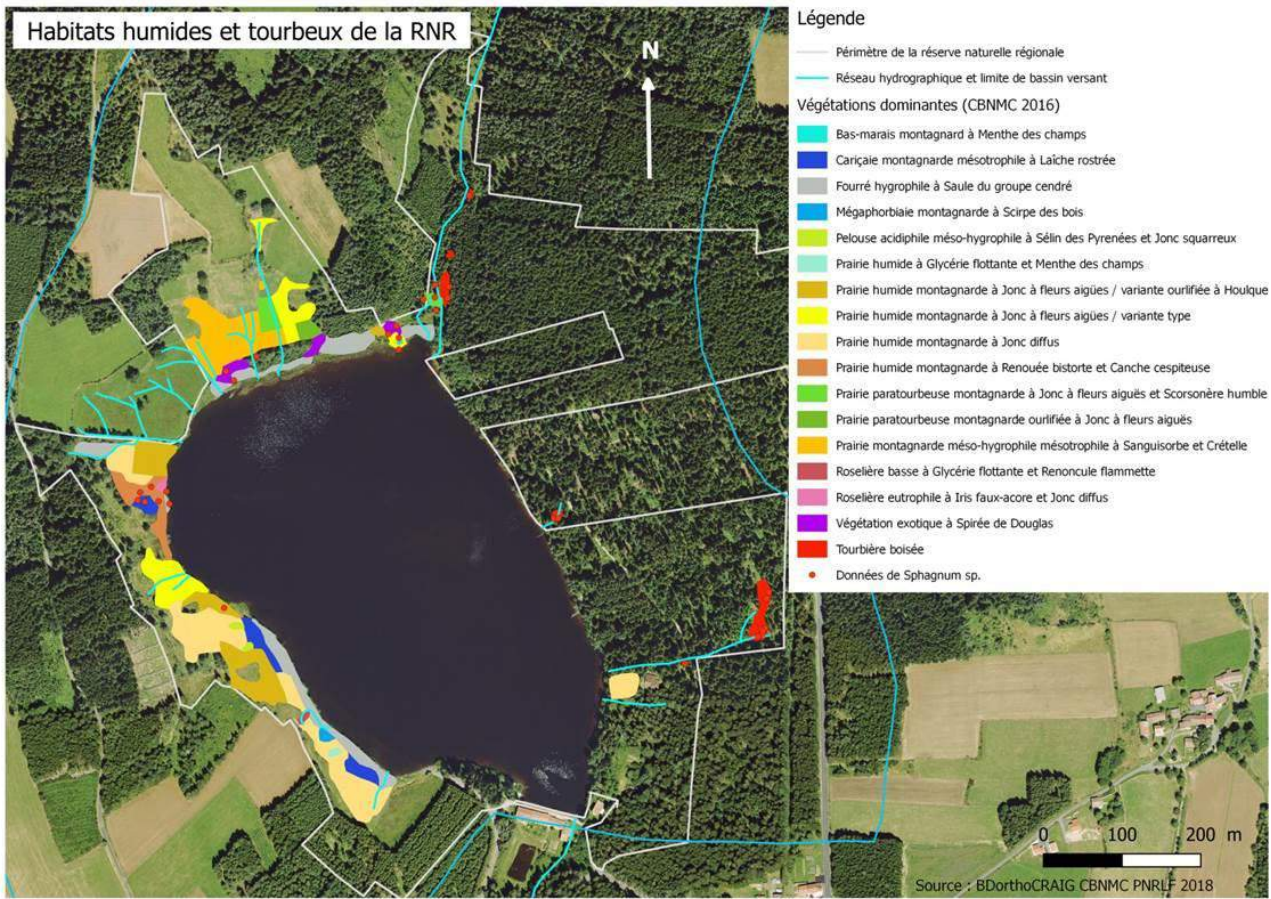 Habitats humides et tourbeux de la RNR
N
Légende
Périmètre de la réserve naturelle régionale
Réseau hydrographique et limite de bassin versant
Végétations dominantes (CBNMC 2016)
Bas-marais montagnard à Menthe des champs
Cariçaie montagnarde mésotrophile à Laîche rostrée
Fourré hygrophile à Saule du groupe cendré
Mégaphorbiaie montagnarde à Scirpe des bois
Pelouse acidiphile méso-hygrophile à Sélin des Pyrenées et Jonc squarreux
Prairie humide à Glycérie flottante et Menthe des champs
Prairie humide montagnarde à Jonc à fleurs aigües / variante ourlifiée à Houlque
Prairie humide montagnarde à Jonc à fleurs aigües / variante type
Prairie humide montagnarde à Jonc diffus
Prairie humide montagnarde à Renouée bistorte et Canche cespiteuse
Prairie paratourbeuse montagnarde à Jonc à fleurs aiguës et Scorsonère humble
Prairie paratourbeuse montagnarde ourlifiée à Jonc à fleurs aiguës
Prairie montagnarde méso-hygrophile mésotrophile à Sanguisorbe et Crételle
Roselière basse à Glycérie flottante et Renoncule flammette
Roselière eutrophile à Iris faux-acore et Jonc diffus
Végétation exotique à Spirée de Douglas
Tourbière boisée
Données de Sphagnum sp.
0 100 200 m
Source : BDorthoCRAIG CBNMC PNRLF 2018